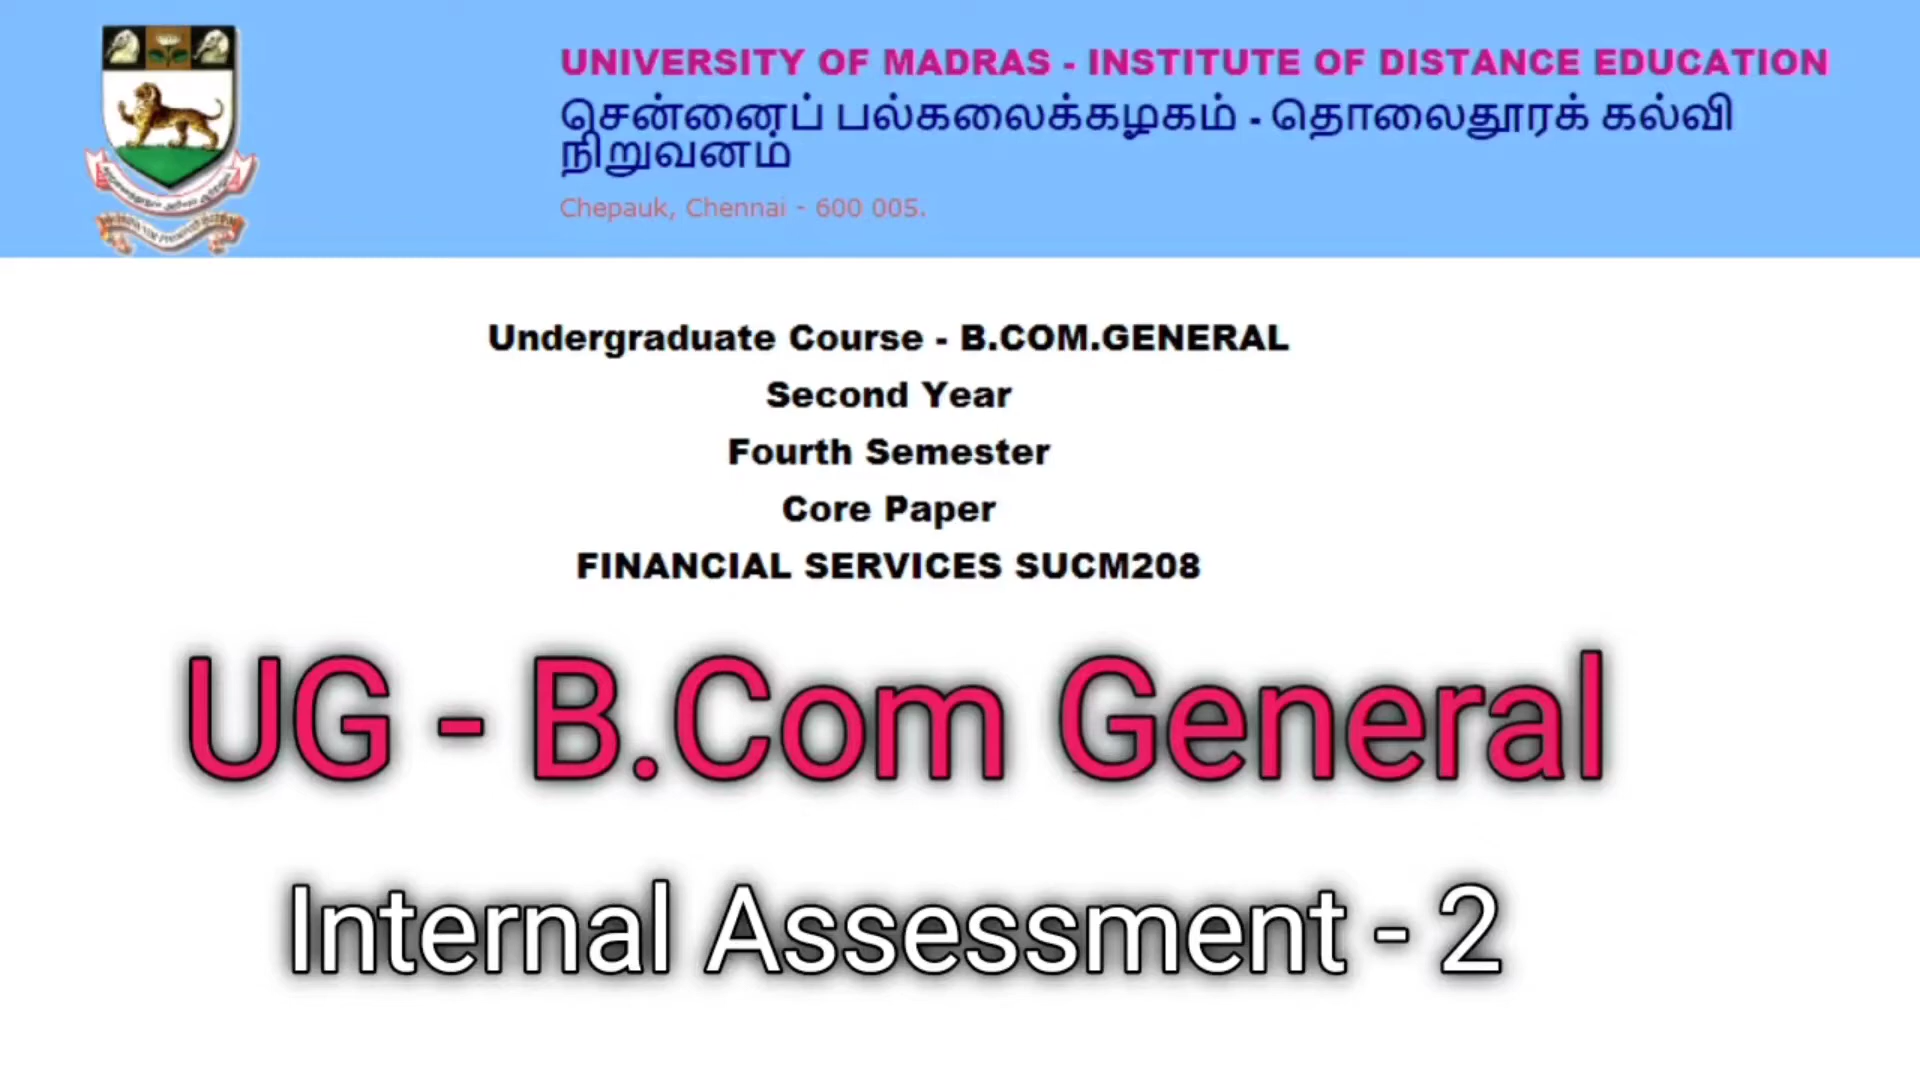 UNIVERSITY OF MADRAS - INSTITUTE OF DISTANCE EDUCATION
சென்னைப் பல்கலைக்கழகம் - தொலைதூரக் கல்வி
நிறுவனம்
Chepauk, Chennai - 600 005.
Undergraduate Course - B.COM.GENERAL
Second Year
Fourth Semester
Core Paper
FINANCIAL SERVICES SUCM208
UG - B.Com General
Internal Assessment - 2